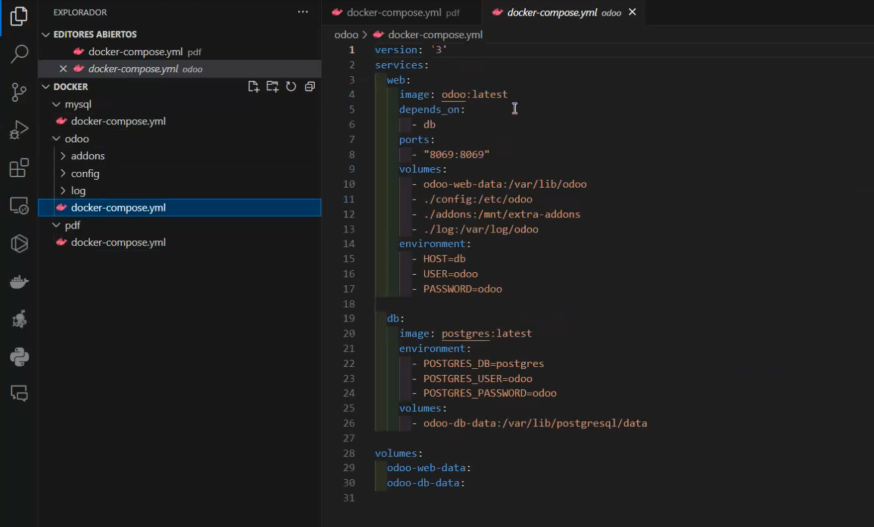 EXPLORADOR
EDITORES ABIERTOS
docker-compose.yml pdf
docker-compose.yml odoo
DOCKER
mysql
docker-compose.yml
odoo
addons
config
log
docker-compose.yml
pdf
docker-compose.yml
docker-compose.yml pdf
docker-compose.yml odoo
odoo > docker-compose.yml
1 version: '3'
2 services:
3 web:
4 image: odoo:latest
5 depends_on:
6 - db
7 ports:
8 - "8069:8069"
9 volumes:
10 - odoo-web-data:/var/lib/odoo
11 - ./config:/etc/odoo
12 - ./addons:/mnt/extra-addons
13 - ./log:/var/log/odoo
14 environment:
15 - HOST=db
16 - USER=odoo
17 - PASSWORD=odoo
18
19 db:
20 image: postgres:latest
21 environment:
22 - POSTGRES_DB=postgres
23 - POSTGRES_USER=odoo
24 - POSTGRES_PASSWORD=odoo
25 volumes:
26 - odoo-db-data:/var/lib/postgresql/data
27
28 volumes:
29 odoo-web-data:
30 odoo-db-data:
31